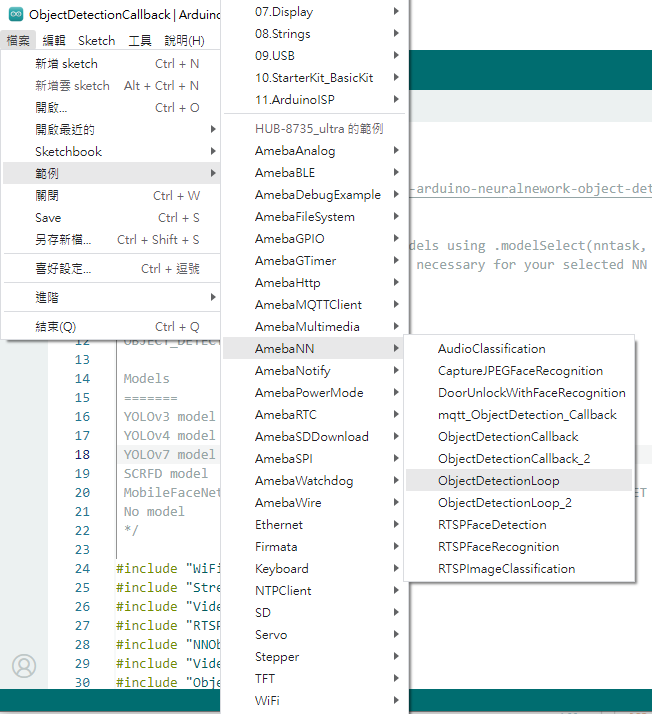 ObjectDetectionCallback | Arduino
檔案 編輯 Sketch 工具 說明(H)
新增 sketch Ctrl + N
新增雲 sketch Alt + Ctrl + N
開啟... Ctrl + O
開啟最近的
Sketchbook
範例
關閉 Ctrl + W
Save Ctrl + S
另存新檔... Ctrl + Shift + S
喜好設定... Ctrl + 逗號
進階
結束(Q) Ctrl + Q
07.Display
08.Strings
09.USB
10.StarterKit_BasicKit
11.ArduinoISP
HUB-8735_ultra 的範例
AmebaAnalog
AmebaBLE
AmebaDebugExample
AmebaFileSystem
AmebaGPIO
AmebaGTimer
AmebaHttp
AmebaMQTTClient
AmebaMultimedia
AmebaNN
AmebaNotify
AmebaPowerMode
AmebaRTC
AmebaSDDownload
AmebaSPI
AmebaWatchdog
AmebaWire
Ethernet
Firmata
Keyboard
NTPClient
SD
Servo
Stepper
TFT
WiFi
AudioClassification
CaptureJPEGFaceRecognition
DoorUnlockWithFaceRecognition
mqtt_ObjectDetection_Callback
ObjectDetectionCallback
ObjectDetectionCallback_2
ObjectDetectionLoop
ObjectDetectionLoop_2
RTSPFaceDetection
RTSPFaceRecognition
RTSPImageClassification
-arduino-neuralnework-object-det
dels using .modelSelect(nntask,
necessary for your selected NN
12 OBJECT_DETECT
13
14 Models
15 =======
16 YOLOv3 model
17 YOLOv4 model
18 YOLOv7 model
19 SCRFD model
20 MobileFaceNet ET
21 No model
22 */
23
24 #include "WiFi
25 #include "Stre
26 #include "Vide
27 #include "RTSP
28 #include "NNOb
29 #include "Vide
30 #include "Obje